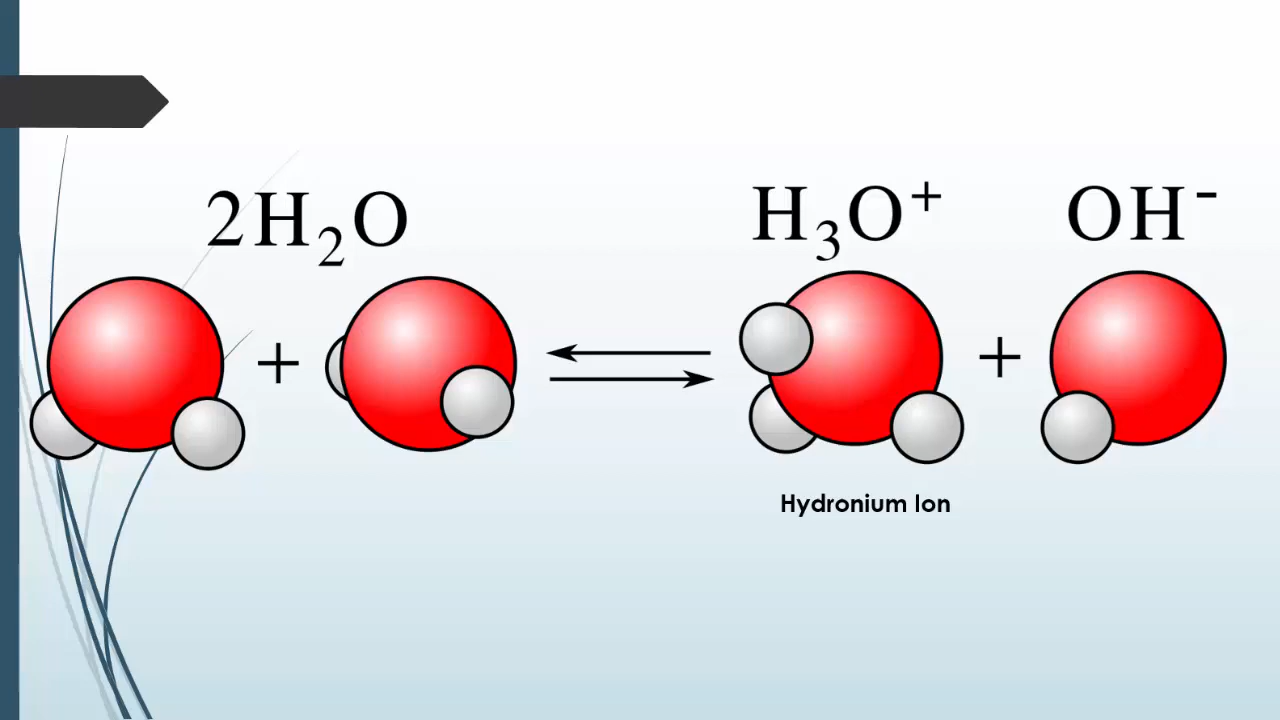 2H₂O H₃O⁺ OH⁻
+ +
Hydronium Ion